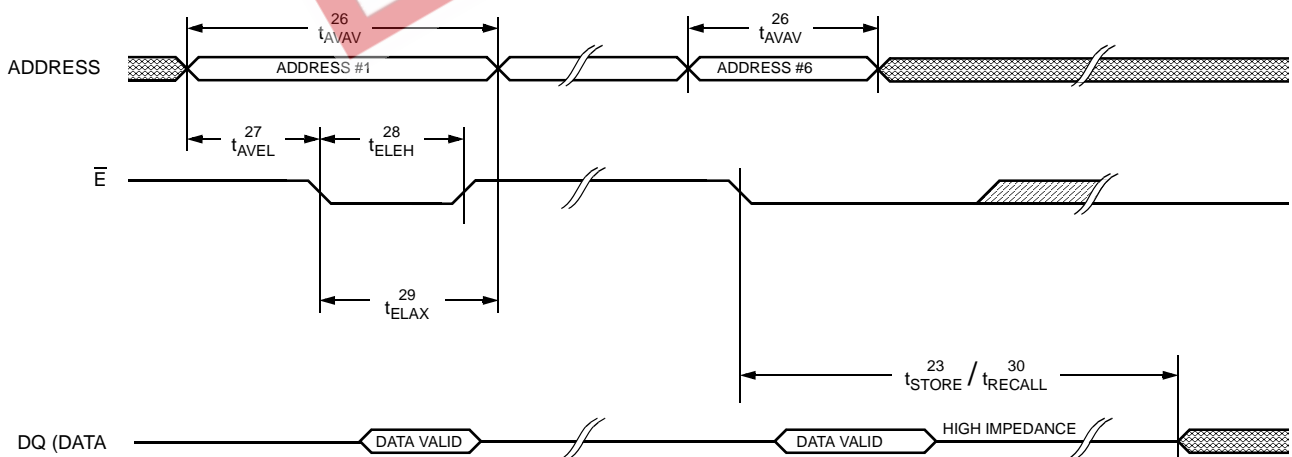 26 26
tAVAV tAVAV
ADDRESS ADDRESS #1 ADDRESS #6
27 28
tAVEL tELEH
E
29
tELAX
23 30
tSTORE / tRECALL
DQ (DATA DATA VALID DATA VALID HIGH IMPEDANCE